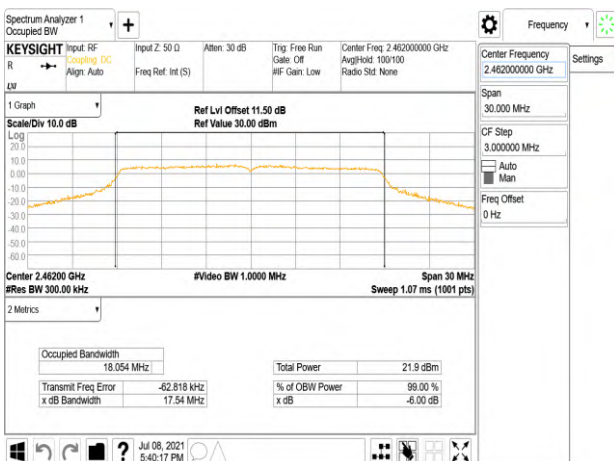 Spectrum Analyzer 1
Occupied BW
+
Frequency
KEYSIGHT
R
LXI
Input: RF
Coupling: DC
Align: Auto
Input Z: 50 Ω
Freq Ref: Int (S)
Atten: 30 dB
Trig: Free Run
Gate: Off
#IF Gain: Low
Center Freq: 2.462000000 GHz
Avg|Hold: 100/100
Radio Std: None
Center Frequency
2.462000000 GHz
Settings
Span
30.000 MHz
CF Step
3.000000 MHz
Auto
Man
Freq Offset
0 Hz
1 Graph
Scale/Div 10.0 dB
Ref Lvl Offset 11.50 dB
Ref Value 30.00 dBm
Log
20.0
10.0
0.00
-10.0
-20.0
-30.0
-40.0
-50.0
-60.0
Center 2.46200 GHz
#Res BW 300.00 kHz
#Video BW 1.0000 MHz
Span 30 MHz
Sweep 1.07 ms (1001 pts)
2 Metrics
Occupied Bandwidth
18.054 MHz
Transmit Freq Error -62.818 kHz
x dB Bandwidth 17.54 MHz
Total Power 21.9 dBm
% of OBW Power 99.00 %
x dB -6.00 dB
?
Jul 08, 2021
5:40:17 PM